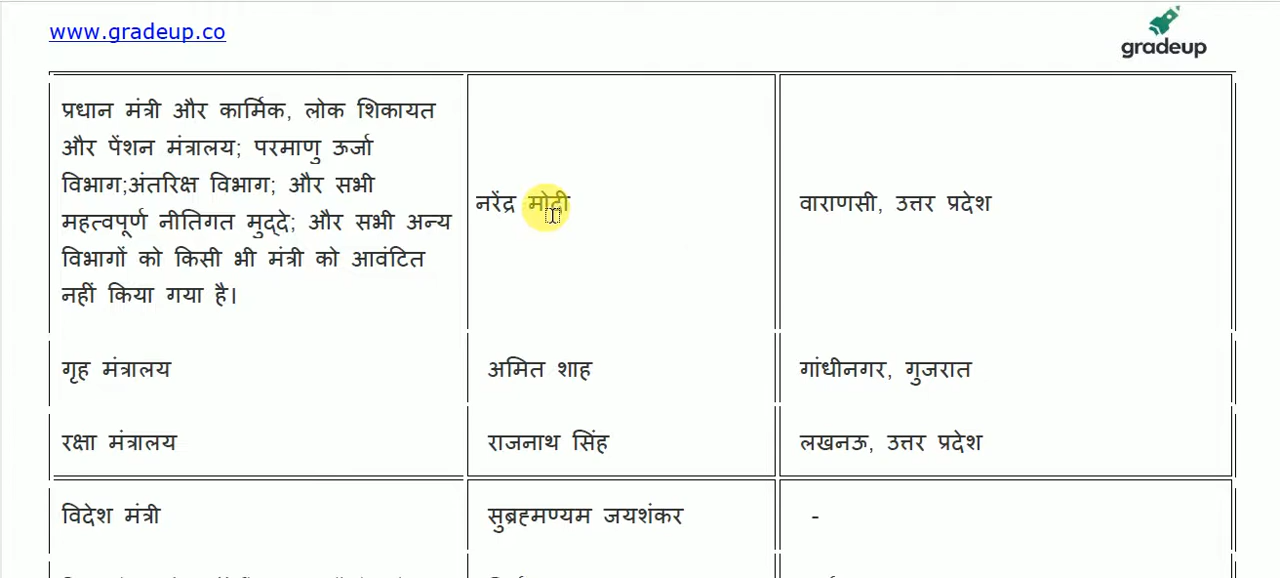 www.gradeup.co
gradeup
प्रधान मंत्री और कार्मिक, लोक शिकायत
और पेंशन मंत्रालय; परमाणु ऊर्जा
विभाग;अंतरिक्ष विभाग; और सभी
महत्वपूर्ण नीतिगत मुद्दे; और सभी अन्य
विभागों को किसी भी मंत्री को आवंटित
नहीं किया गया है।
नरेंद्र मोदी
वाराणसी, उत्तर प्रदेश
गृह मंत्रालय
अमित शाह
गांधीनगर, गुजरात
रक्षा मंत्रालय
राजनाथ सिंह
लखनऊ, उत्तर प्रदेश
विदेश मंत्री
सुब्रह्मण्यम जयशंकर
-